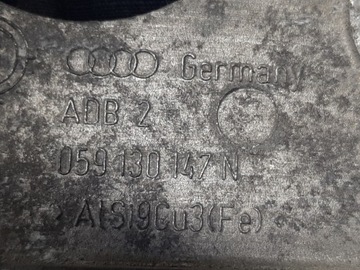 Germany
ADB 2
059 130 147 N
>AlSi9Cu3(Fe)<